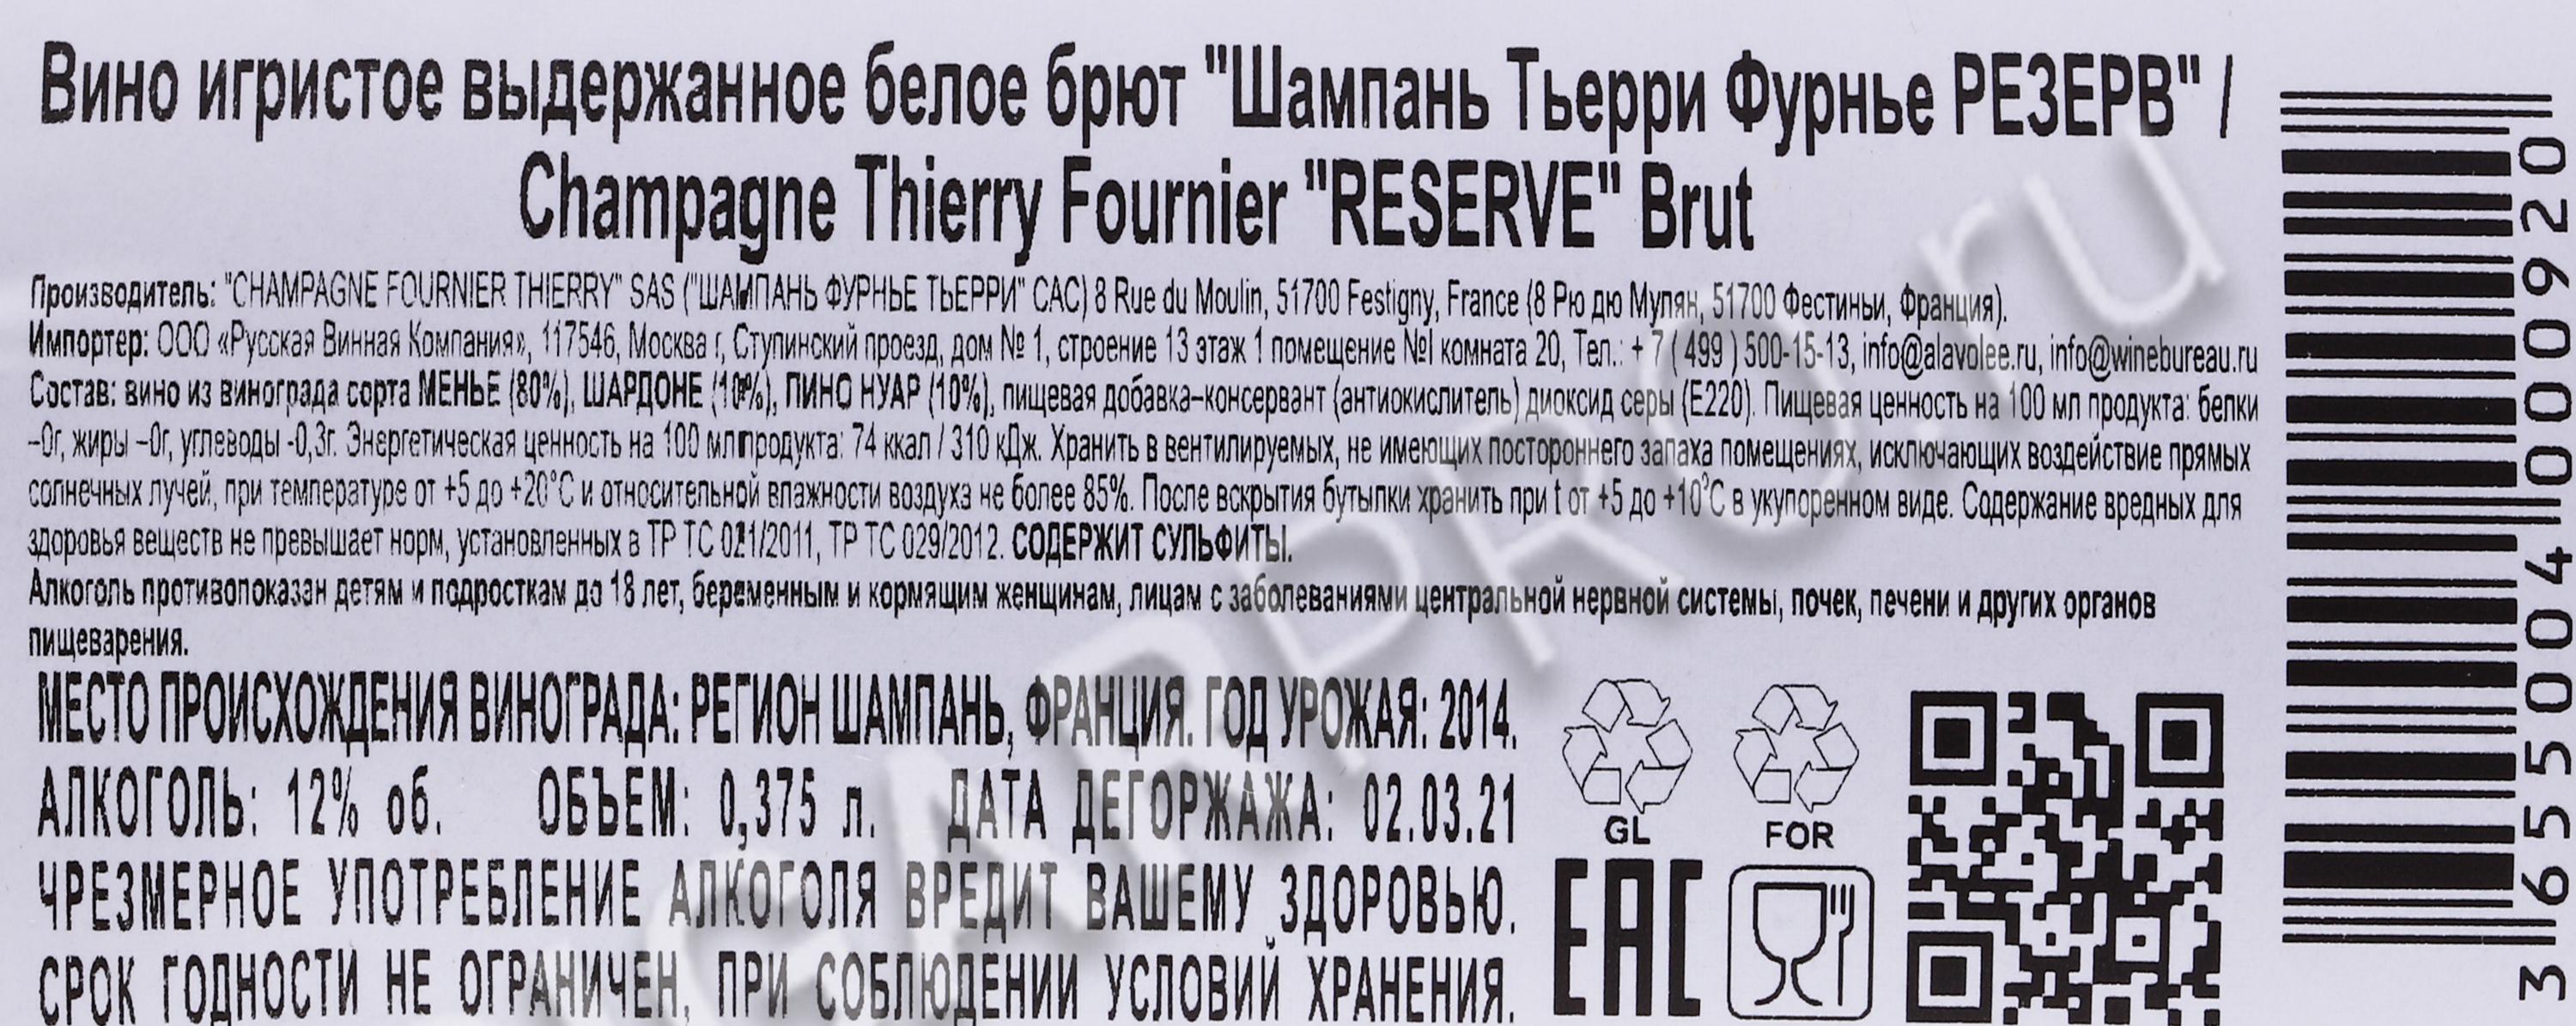 Вино игристое выдержанное белое брют "Шампань Тьерри Фурнье РЕЗЕРВ" /
Champagne Thierry Fournier "RESERVE" Brut
Производитель: "CHAMPAGNE FOURNIER THIERRY" SAS ("ШАМПАНЬ ФУРНЬЕ ТЬЕРРИ" САС) 8 Rue du Moulin, 51700 Festigny, France (8 Рю дю Мулян, 51700 Фестиньи, Франция).
Импортер: ООО «Русская Винная Компания», 117546, Москва г, Ступинский проезд, дом № 1, строение 13 этаж 1 помещение №I комната 20, Тел.: + 7 ( 499 ) 500-15-13, info@alavolee.ru, info@winebureau.ru
Состав: вино из винограда сорта МЕНЬЕ (80%), ШАРДОНЕ (10%), ПИНО НУАР (10%), пищевая добавка–консервант (антиокислитель) диоксид серы (Е220). Пищевая ценность на 100 мл продукта: белки
–0г, жиры –0г, углеводы -0,3г. Энергетическая ценность на 100 мл продукта: 74 ккал / 310 кДж. Хранить в вентилируемых, не имеющих постороннего запаха помещениях, исключающих воздействие прямых
солнечных лучей, при температуре от +5 до +20°С и относительной влажности воздуха не более 85%. После вскрытия бутылки хранить при t от +5 до +10°С в укупоренном виде. Содержание вредных для
здоровья веществ не превышает норм, установленных в ТР ТС 021/2011, ТР ТС 029/2012. СОДЕРЖИТ СУЛЬФИТЫ.
Алкоголь противопоказан детям и подросткам до 18 лет, беременным и кормящим женщинам, лицам с заболеваниями центральной нервной системы, почек, печени и других органов
пищеварения.
МЕСТО ПРОИСХОЖДЕНИЯ ВИНОГРАДА: РЕГИОН ШАМПАНЬ, ФРАНЦИЯ. ГОД УРОЖАЯ: 2014.
АЛКОГОЛЬ: 12% об. ОБЪЕМ: 0,375 л. ДАТА ДЕГОРЖАЖА: 02.03.21
ЧРЕЗМЕРНОЕ УПОТРЕБЛЕНИЕ АЛКОГОЛЯ ВРЕДИТ ВАШЕМУ ЗДОРОВЬЮ.
СРОК ГОДНОСТИ НЕ ОГРАНИЧЕН, ПРИ СОБЛЮДЕНИИ УСЛОВИЙ ХРАНЕНИЯ.
GL FOR
EAC
3 655004 000920
CIGARPRO.ru